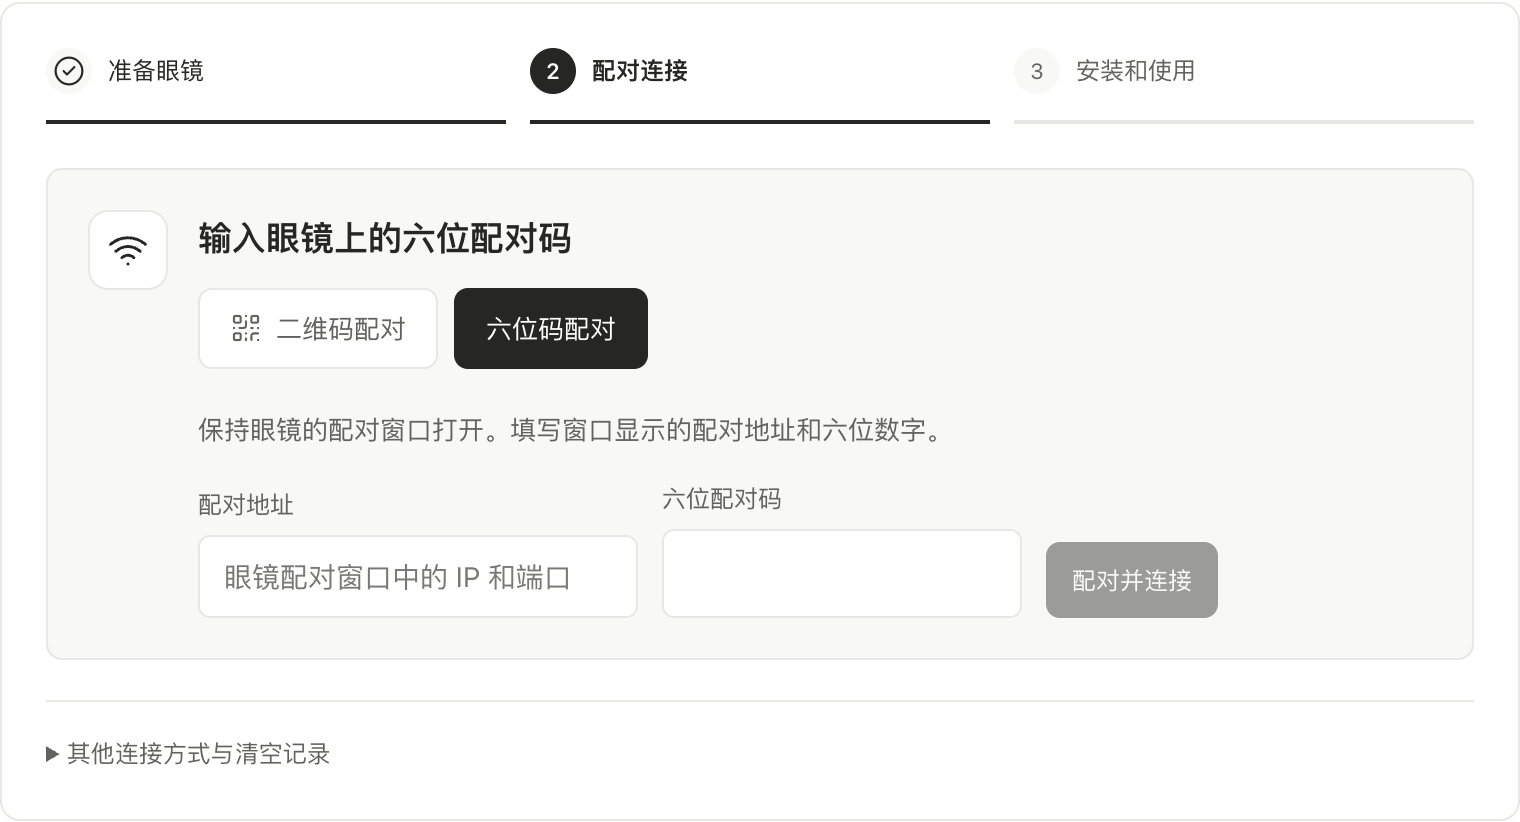 准备眼镜
2 配对连接
3 安装和使用
输入眼镜上的六位配对码
二维码配对
六位码配对
保持眼镜的配对窗口打开。填写窗口显示的配对地址和六位数字。
配对地址
六位配对码
眼镜配对窗口中的 IP 和端口
配对并连接
其他连接方式与清空记录